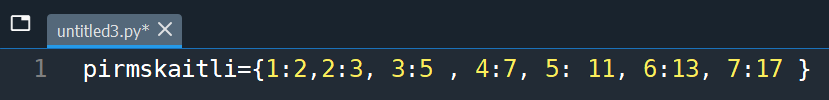 untitled3.py*
1 pirmskaitli={1:2,2:3, 3:5 , 4:7, 5: 11, 6:13, 7:17 }